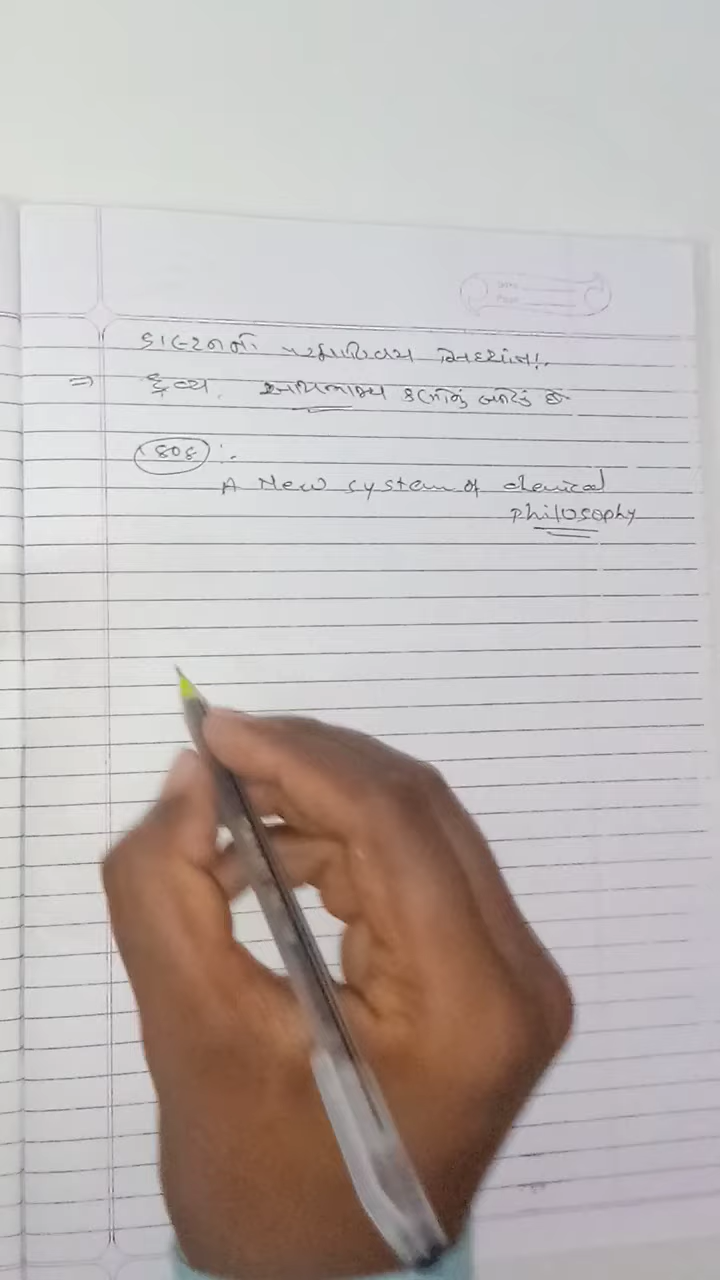 ડાલ્ટનનો પરમાણ્વિય સિદ્ધાંત :.
⇒ દ્રવ્ય અવિભાજ્ય કણોનું બનેલું છે
1808 :.
A New system of chemical
philosophy